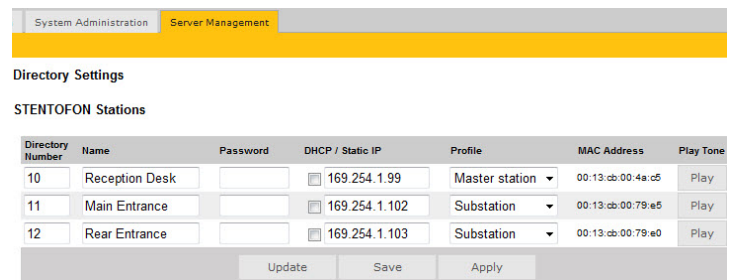 System Administration Server Management
Directory Settings
STENTOFON Stations
Directory Number Name Password DHCP / Static IP Profile MAC Address Play Tone
10 Reception Desk 169.254.1.99 Master station 00:13:cb:00:4a:c5 Play
11 Main Entrance 169.254.1.102 Substation 00:13:cb:00:79:e5 Play
12 Rear Entrance 169.254.1.103 Substation 00:13:cb:00:79:e0 Play
Update Save Apply